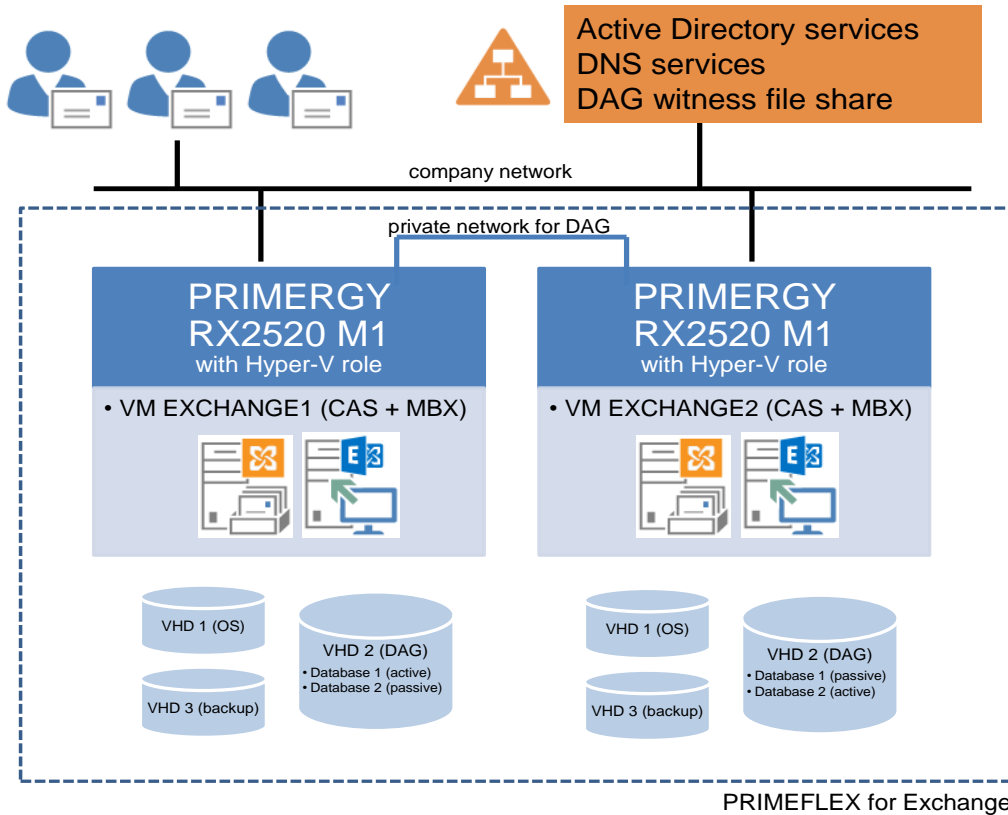 Active Directory services
DNS services
DAG witness file share
company network
private network for DAG
PRIMERGY
RX2520 M1
with Hyper-V role
• VM EXCHANGE1 (CAS + MBX)
E
PRIMERGY
RX2520 M1
with Hyper-V role
• VM EXCHANGE2 (CAS + MBX)
E
VHD 1 (OS)
VHD 2 (DAG)
• Database 1 (active)
• Database 2 (passive)
VHD 3 (backup)
VHD 1 (OS)
VHD 2 (DAG)
• Database 1 (passive)
• Database 2 (active)
VHD 3 (backup)
PRIMEFLEX for Exchange